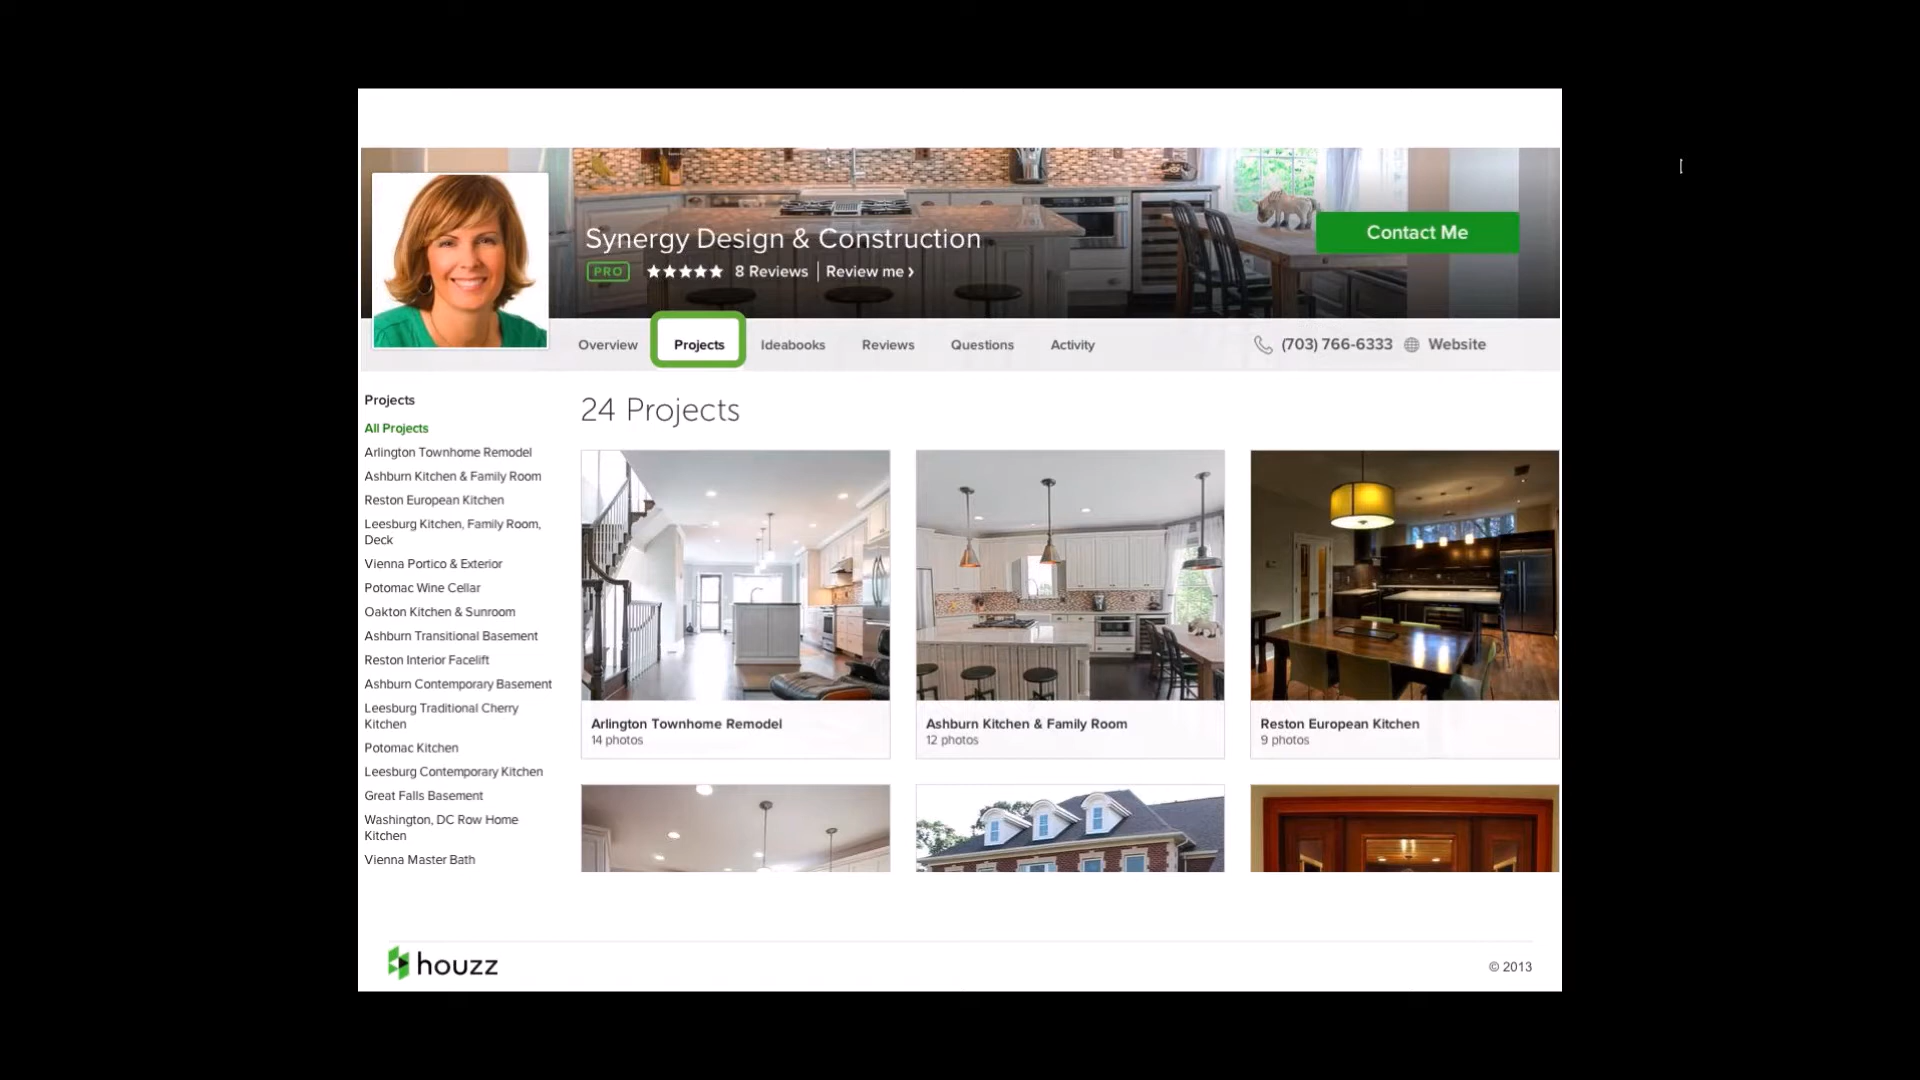 Synergy Design & Construction
Contact Me
PRO ★★★★★ 8 Reviews | Review me ›
Overview Projects Ideabooks Reviews Questions Activity (703) 766-6333 Website
Projects
All Projects
Arlington Townhome Remodel
Ashburn Kitchen & Family Room
Reston European Kitchen
Leesburg Kitchen, Family Room,
Deck
Vienna Portico & Exterior
Potomac Wine Cellar
Oakton Kitchen & Sunroom
Ashburn Transitional Basement
Reston Interior Facelift
Ashburn Contemporary Basement
Leesburg Traditional Cherry
Kitchen
Potomac Kitchen
Leesburg Contemporary Kitchen
Great Falls Basement
Washington, DC Row Home
Kitchen
Vienna Master Bath
24 Projects
Arlington Townhome Remodel
14 photos
Ashburn Kitchen & Family Room
12 photos
Reston European Kitchen
9 photos
houzz
© 2013